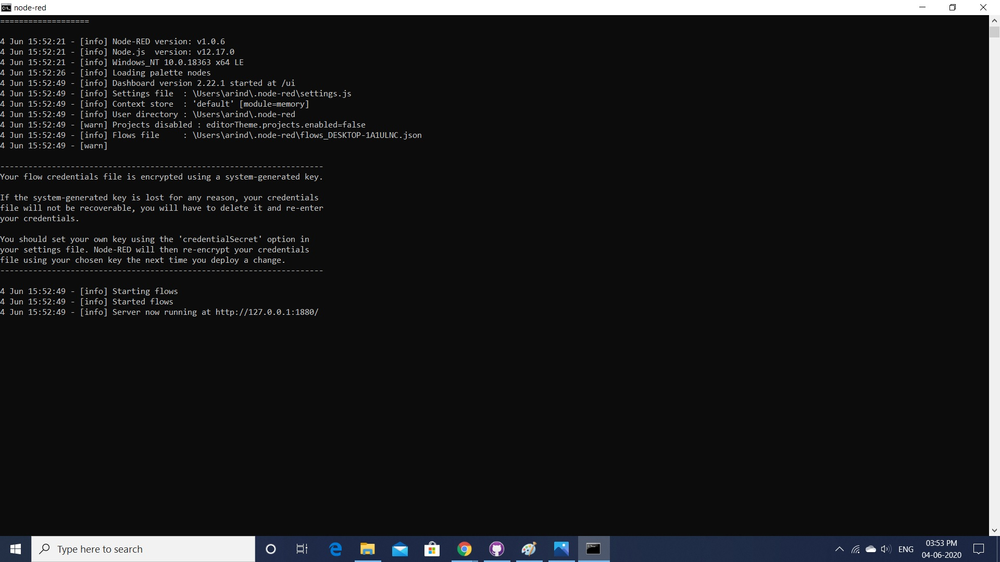 node-red
===================
4 Jun 15:52:21 - [info] Node-RED version: v1.0.6
4 Jun 15:52:21 - [info] Node.js  version: v12.17.0
4 Jun 15:52:21 - [info] Windows_NT 10.0.18363 x64 LE
4 Jun 15:52:26 - [info] Loading palette nodes
4 Jun 15:52:49 - [info] Dashboard version 2.22.1 started at /ui
4 Jun 15:52:49 - [info] Settings file  : \Users\arind\.node-red\settings.js
4 Jun 15:52:49 - [info] Context store  : 'default' [module=memory]
4 Jun 15:52:49 - [info] User directory : \Users\arind\.node-red
4 Jun 15:52:49 - [warn] Projects disabled : editorTheme.projects.enabled=false
4 Jun 15:52:49 - [info] Flows file     : \Users\arind\.node-red\flows_DESKTOP-1A1ULNC.json
4 Jun 15:52:49 - [warn]
---------------------------------------------------------------------
Your flow credentials file is encrypted using a system-generated key.
If the system-generated key is lost for any reason, your credentials
file will not be recoverable, you will have to delete it and re-enter
your credentials.
You should set your own key using the 'credentialSecret' option in
your settings file. Node-RED will then re-encrypt your credentials
file using your chosen key the next time you deploy a change.
---------------------------------------------------------------------
4 Jun 15:52:49 - [info] Starting flows
4 Jun 15:52:49 - [info] Started flows
4 Jun 15:52:49 - [info] Server now running at http://127.0.0.1:1880/
Type here to search
ENG
03:53 PM
04-06-2020